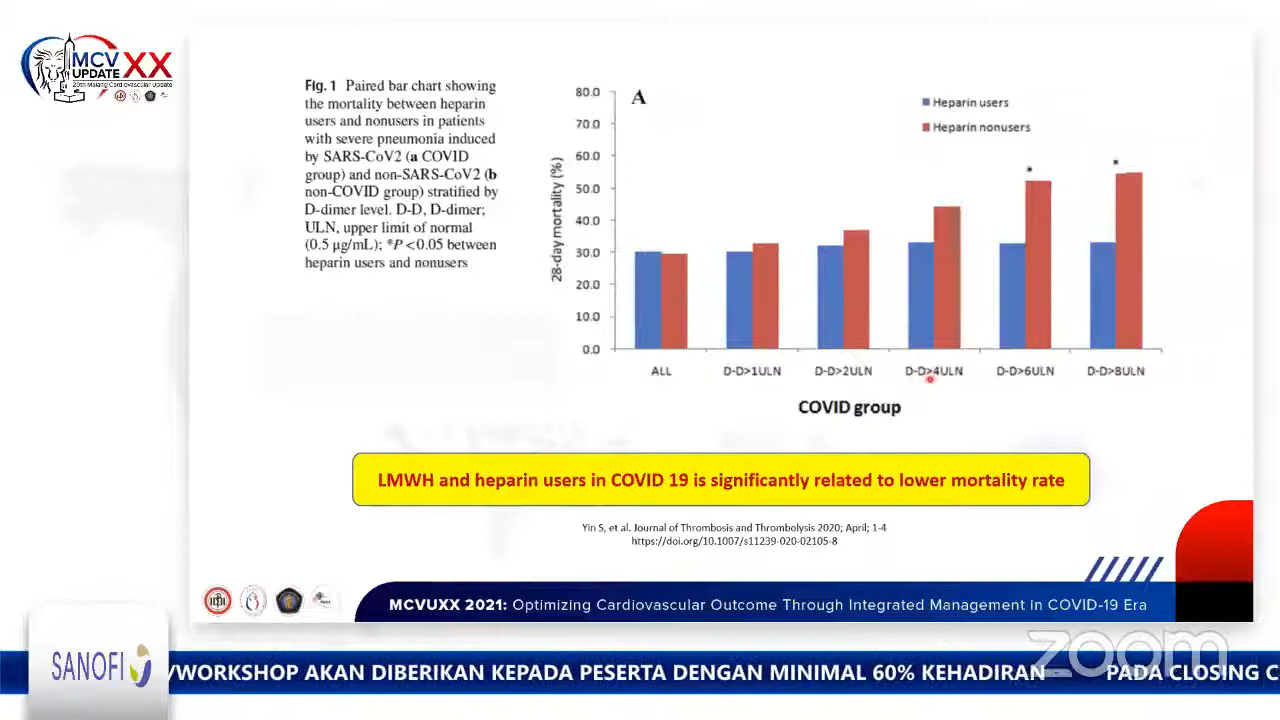 MCV
UPDATE
XX
20th Malang Cardiovascular Update
Fig. 1 Paired bar chart showing
the mortality between heparin
users and nonusers in patients
with severe pneumonia induced
by SARS-CoV2 (a COVID
group) and non-SARS-CoV2 (b
non-COVID group) stratified by
D-dimer level. D-D, D-dimer;
ULN, upper limit of normal
(0.5 μg/mL); *P < 0.05 between
heparin users and nonusers
A
Heparin users
Heparin nonusers
28-day mortality (%)
80.0
70.0
60.0
50.0
40.0
30.0
20.0
10.0
0.0
* *
ALL D-D>1ULN D-D>2ULN D-D>4ULN D-D>6ULN D-D>8ULN
COVID group
LMWH and heparin users in COVID 19 is significantly related to lower mortality rate
Yin S, et al. Journal of Thrombosis and Thrombolysis 2020; April; 1-4
https://doi.org/10.1007/s11239-020-02105-8
MCVUXX 2021: Optimizing Cardiovascular Outcome Through Integrated Management in COVID-19 Era
zoom
SANOFI
/WORKSHOP AKAN DIBERIKAN KEPADA PESERTA DENGAN MINIMAL 60% KEHADIRAN PADA CLOSING C